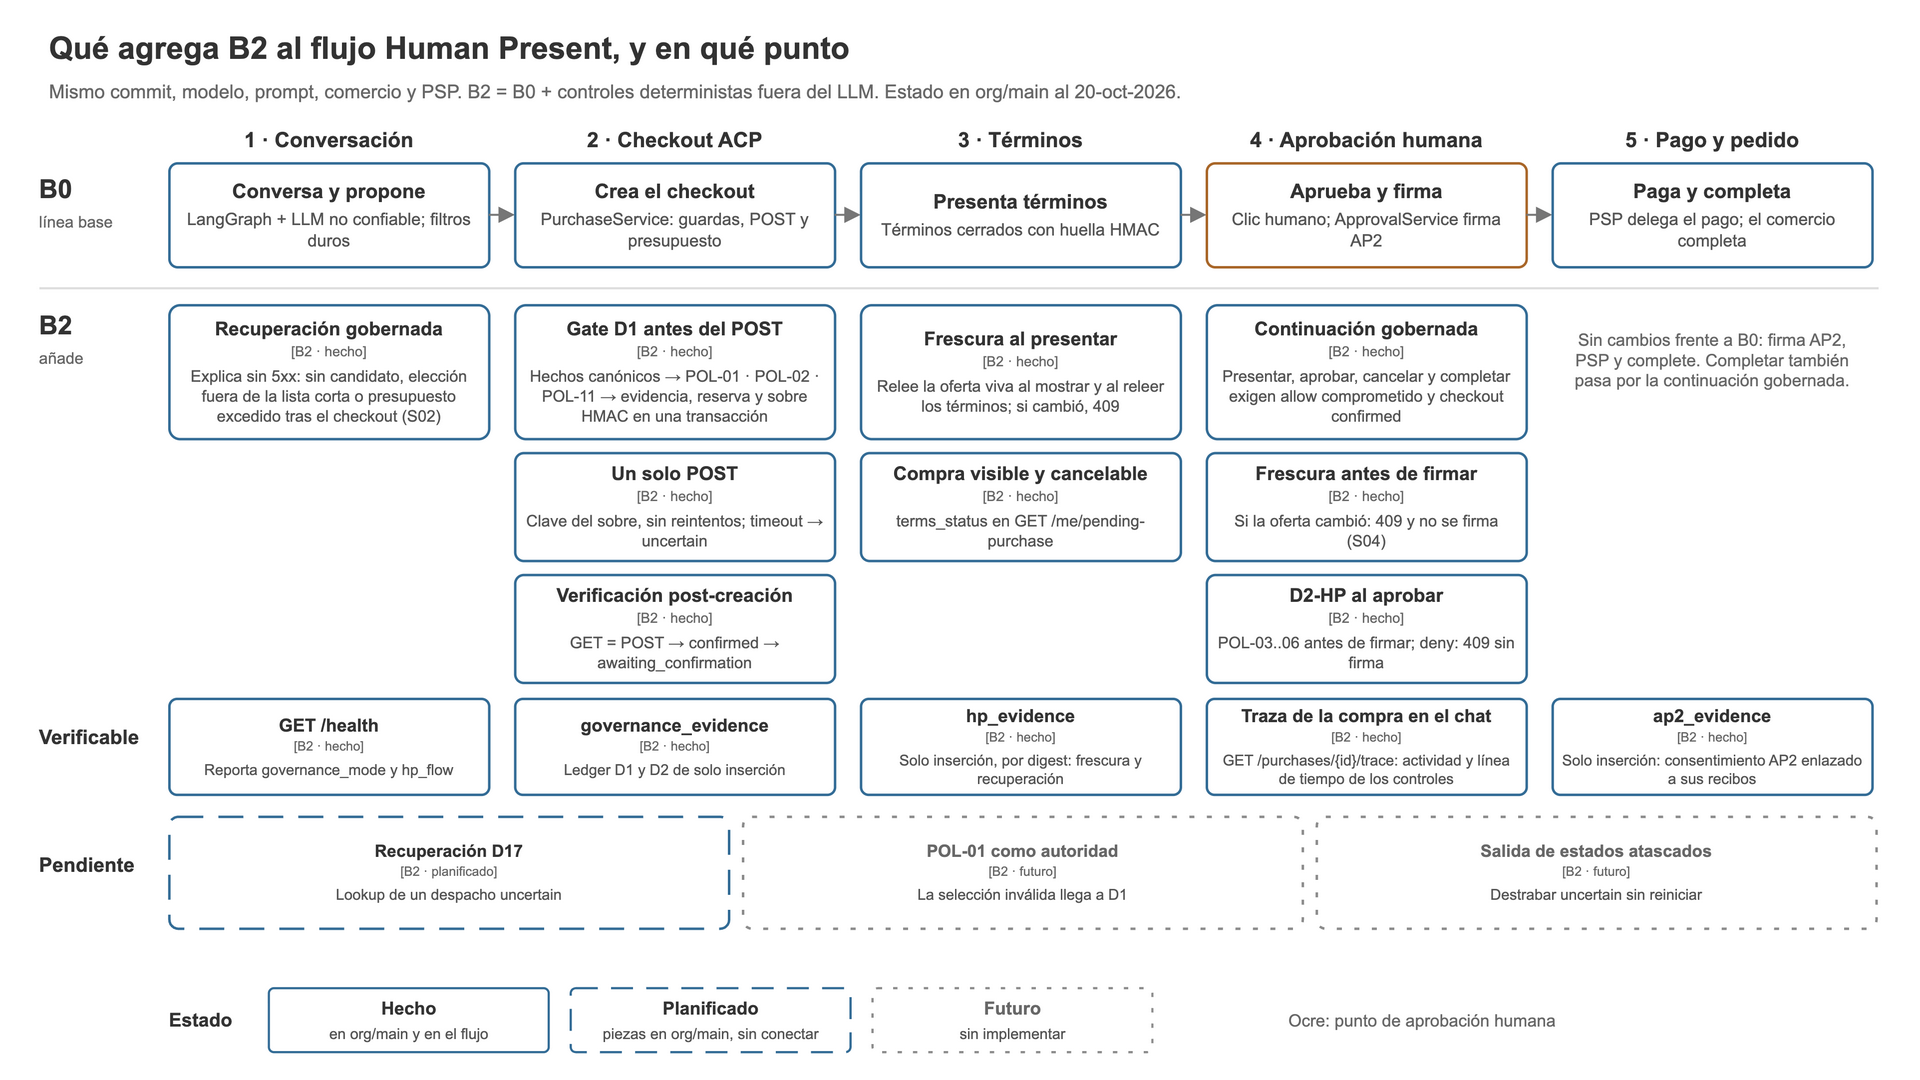 Qué agrega B2 al flujo Human Present, y en qué punto
Mismo commit, modelo, prompt, comercio y PSP. B2 = B0 + controles deterministas fuera del LLM. Estado en org/main al 20-oct-2026.
1 · Conversación
2 · Checkout ACP
3 · Términos
4 · Aprobación humana
5 · Pago y pedido
B0
línea base
Conversa y propone
LangGraph + LLM no confiable; filtros
duros
Crea el checkout
PurchaseService: guardas, POST y
presupuesto
Presenta términos
Términos cerrados con huella HMAC
Aprueba y firma
Clic humano; ApprovalService firma
AP2
Paga y completa
PSP delega el pago; el comercio
completa
B2
añade
Recuperación gobernada
[B2 · hecho]
Explica sin 5xx: sin candidato, elección
fuera de la lista corta o presupuesto
excedido tras el checkout (S02)
Gate D1 antes del POST
[B2 · hecho]
Hechos canónicos → POL-01 · POL-02 ·
POL-11 → evidencia, reserva y sobre
HMAC en una transacción
Frescura al presentar
[B2 · hecho]
Relee la oferta viva al mostrar y al releer
los términos; si cambió, 409
Continuación gobernada
[B2 · hecho]
Presentar, aprobar, cancelar y completar
exigen allow comprometido y checkout
confirmed
Sin cambios frente a B0: firma AP2,
PSP y complete. Completar también
pasa por la continuación gobernada.
Un solo POST
[B2 · hecho]
Clave del sobre, sin reintentos; timeout →
uncertain
Compra visible y cancelable
[B2 · hecho]
terms_status en GET /me/pending-
purchase
Frescura antes de firmar
[B2 · hecho]
Si la oferta cambió: 409 y no se firma
(S04)
Verificación post-creación
[B2 · hecho]
GET = POST → confirmed →
awaiting_confirmation
D2-HP al aprobar
[B2 · hecho]
POL-03..06 antes de firmar; deny: 409 sin
firma
Verificable
GET /health
[B2 · hecho]
Reporta governance_mode y hp_flow
governance_evidence
[B2 · hecho]
Ledger D1 y D2 de solo inserción
hp_evidence
[B2 · hecho]
Solo inserción, por digest: frescura y
recuperación
Traza de la compra en el chat
[B2 · hecho]
GET /purchases/{id}/trace: actividad y línea
de tiempo de los controles
ap2_evidence
[B2 · hecho]
Solo inserción: consentimiento AP2 enlazado
a sus recibos
Pendiente
Recuperación D17
[B2 · planificado]
Lookup de un despacho uncertain
POL-01 como autoridad
[B2 · futuro]
La selección inválida llega a D1
Salida de estados atascados
[B2 · futuro]
Destrabar uncertain sin reiniciar
Estado
Hecho
en org/main y en el flujo
Planificado
piezas en org/main, sin conectar
Futuro
sin implementar
Ocre: punto de aprobación humana